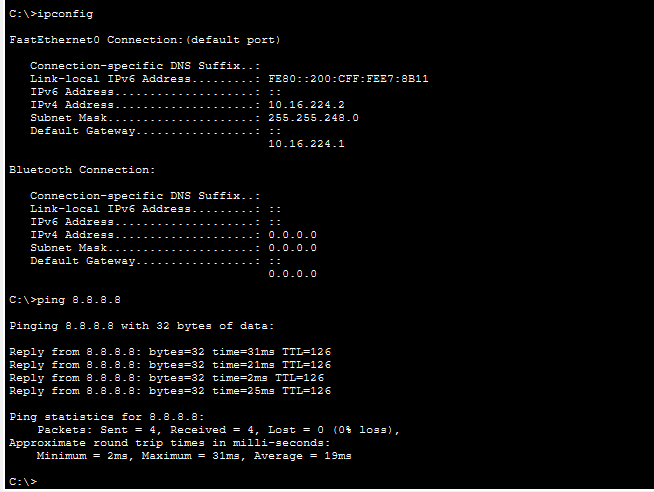 C:\>ipconfig
FastEthernet0 Connection:(default port)
Connection-specific DNS Suffix..:
Link-local IPv6 Address.........: FE80::200:CFF:FEE7:8B11
IPv6 Address....................: ::
IPv4 Address....................: 10.16.224.2
Subnet Mask.....................: 255.255.248.0
Default Gateway.................: ::
10.16.224.1
Bluetooth Connection:
Connection-specific DNS Suffix..:
Link-local IPv6 Address.........: ::
IPv6 Address....................: ::
IPv4 Address....................: 0.0.0.0
Subnet Mask.....................: 0.0.0.0
Default Gateway.................: ::
0.0.0.0
C:\>ping 8.8.8.8
Pinging 8.8.8.8 with 32 bytes of data:
Reply from 8.8.8.8: bytes=32 time=31ms TTL=126
Reply from 8.8.8.8: bytes=32 time=21ms TTL=126
Reply from 8.8.8.8: bytes=32 time=2ms TTL=126
Reply from 8.8.8.8: bytes=32 time=25ms TTL=126
Ping statistics for 8.8.8.8:
Packets: Sent = 4, Received = 4, Lost = 0 (0% loss),
Approximate round trip times in milli-seconds:
Minimum = 2ms, Maximum = 31ms, Average = 19ms
C:\>